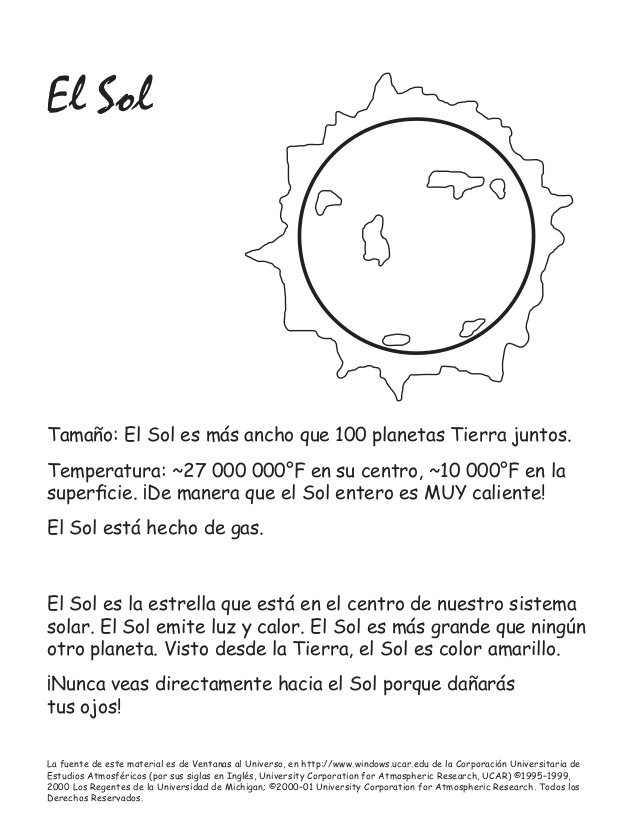 El Sol
Tamaño: El Sol es más ancho que 100 planetas Tierra juntos.
Temperatura: ~27 000 000°F en su centro, ~10 000°F en la
superficie. ¡De manera que el Sol entero es MUY caliente!
El Sol está hecho de gas.
El Sol es la estrella que está en el centro de nuestro sistema
solar. El Sol emite luz y calor. El Sol es más grande que ningún
otro planeta. Visto desde la Tierra, el Sol es color amarillo.
¡Nunca veas directamente hacia el Sol porque dañarás
tus ojos!
La fuente de este material es de Ventanas al Universo, en http://www.windows.ucar.edu de la Corporación Universitaria de
Estudios Atmosféricos (por sus siglas en Inglés, University Corporation for Atmospheric Research, UCAR) ©1995–1999,
2000 Los Regentes de la Universidad de Michigan; ©2000–01 University Corporation for Atmospheric Research. Todos los
Derechos Reservados.